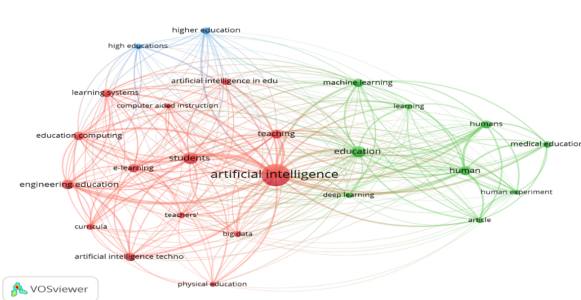 higher education
high educations
artificial intelligence in edu
machine learning
learning systems
computer aided instruction
learning
humans
education computing
teaching
medical education
students
education
e-learning
human
artificial intelligence
engineering education
human experiment
deep learning
teachers'
article
curricula
big data
artificial intelligence techno
physical education
VOSviewer